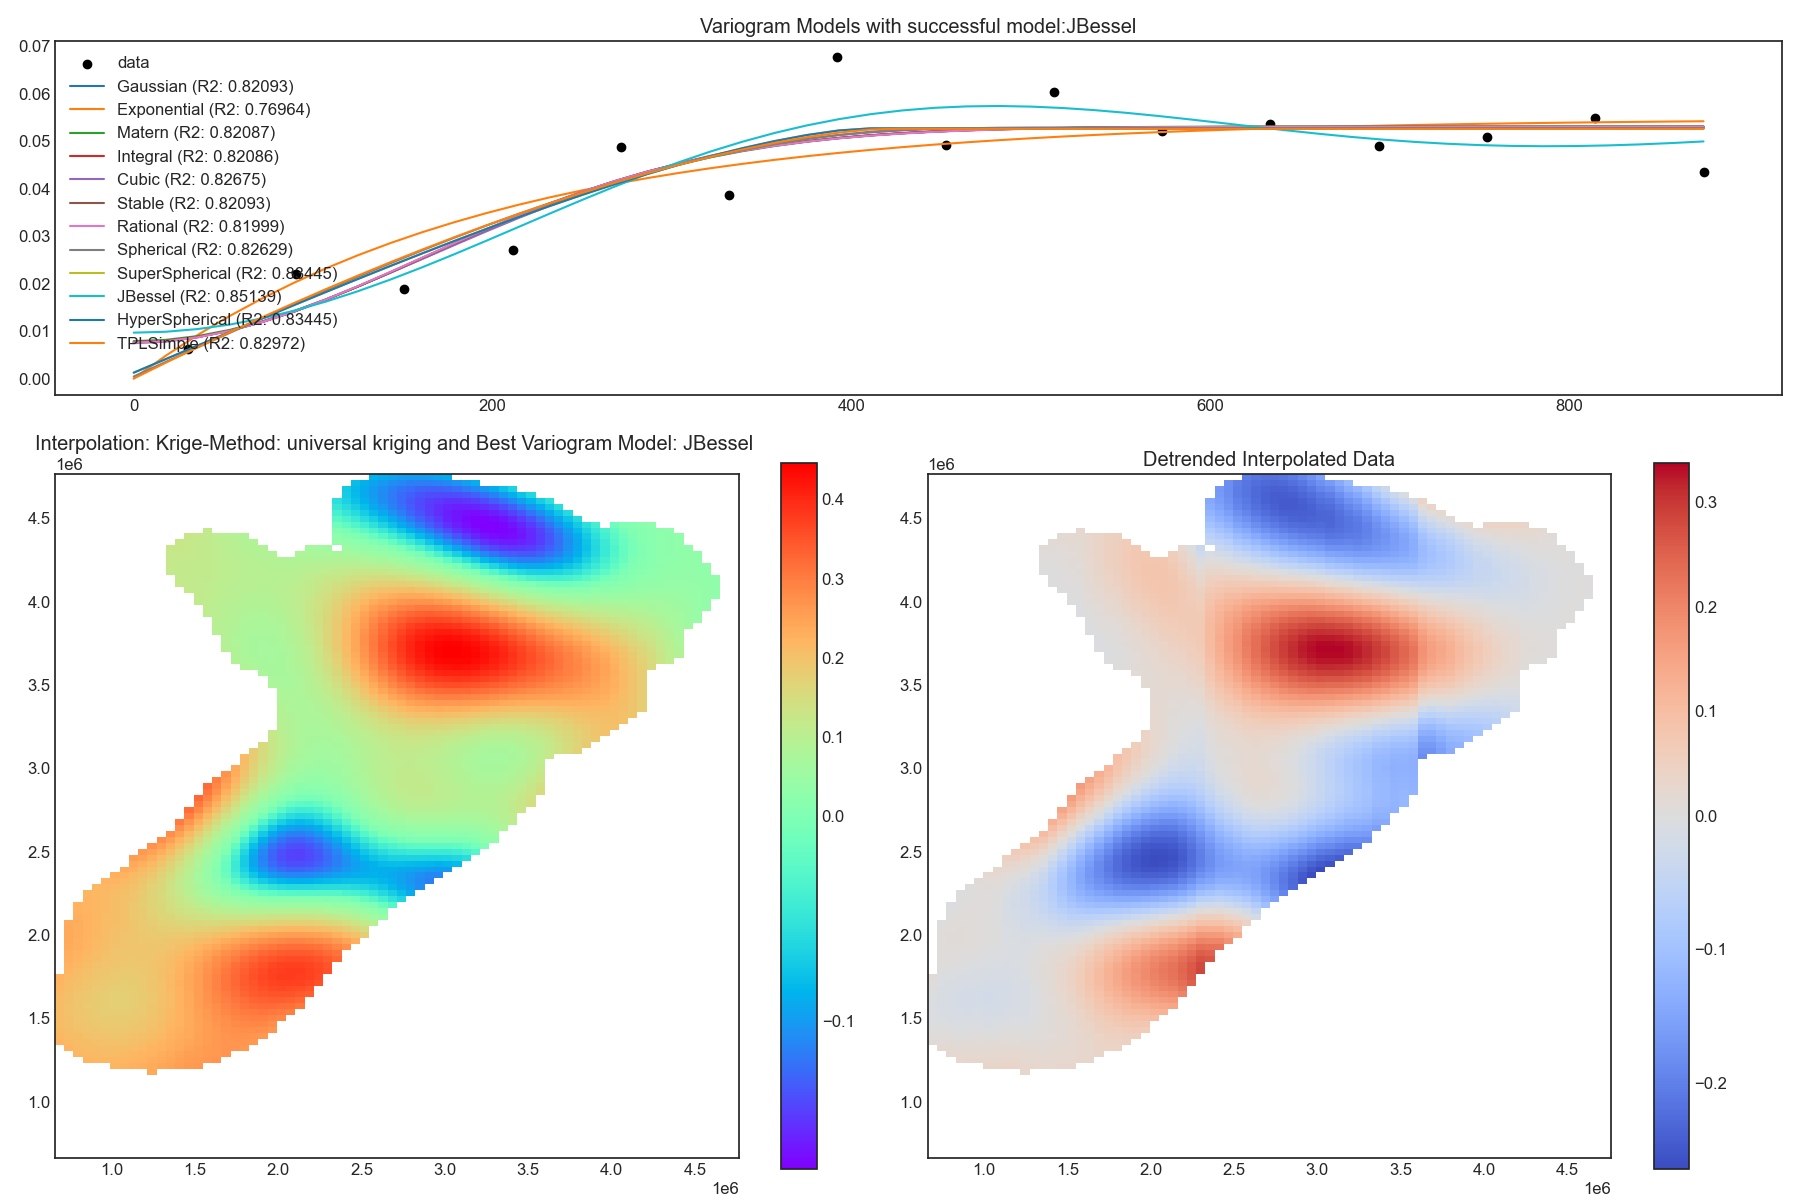 Variogram Models with successful model:JBessel
0.07
0.06
0.05
0.04
0.03
0.02
0.01
0.00
data
Gaussian (R2: 0.82093)
Exponential (R2: 0.76964)
Matern (R2: 0.82087)
Integral (R2: 0.82086)
Cubic (R2: 0.82675)
Stable (R2: 0.82093)
Rational (R2: 0.81999)
Spherical (R2: 0.82629)
SuperSpherical (R2: 0.83445)
JBessel (R2: 0.85139)
HyperSpherical (R2: 0.83445)
TPLSimple (R2: 0.82972)
0 200 400 600 800
Interpolation: Krige-Method: universal kriging and Best Variogram Model: JBessel
1e6
4.5
4.0
3.5
3.0
2.5
2.0
1.5
1.0
1.0 1.5 2.0 2.5 3.0 3.5 4.0 4.5
1e6
0.4
0.3
0.2
0.1
0.0
−0.1
Detrended Interpolated Data
1e6
4.5
4.0
3.5
3.0
2.5
2.0
1.5
1.0
1.0 1.5 2.0 2.5 3.0 3.5 4.0 4.5
1e6
0.3
0.2
0.1
0.0
−0.1
−0.2